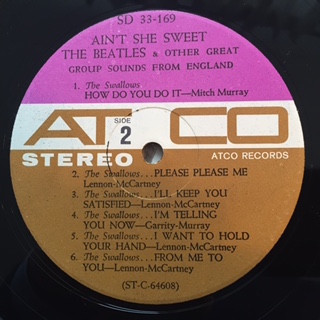 SD 33-169
AIN'T SHE SWEET
THE BEATLES & OTHER GREAT
GROUP SOUNDS FROM ENGLAND
1. The Swallows...
HOW DO YOU DO IT—Mitch Murray
ATCO
SIDE
2
STEREO
ATCO RECORDS
2. The Swallows...PLEASE PLEASE ME
Lennon-McCartney
3. The Swallows...I'LL KEEP YOU
SATISFIED—Lennon-McCartney
4. The Swallows...I'M TELLING
YOU NOW—Garrity-Murray
5. The Swallows...I WANT TO HOLD
YOUR HAND—Lennon-McCartney
6. The Swallows...FROM ME TO
YOU—Lennon-McCartney
(ST-C-64608)